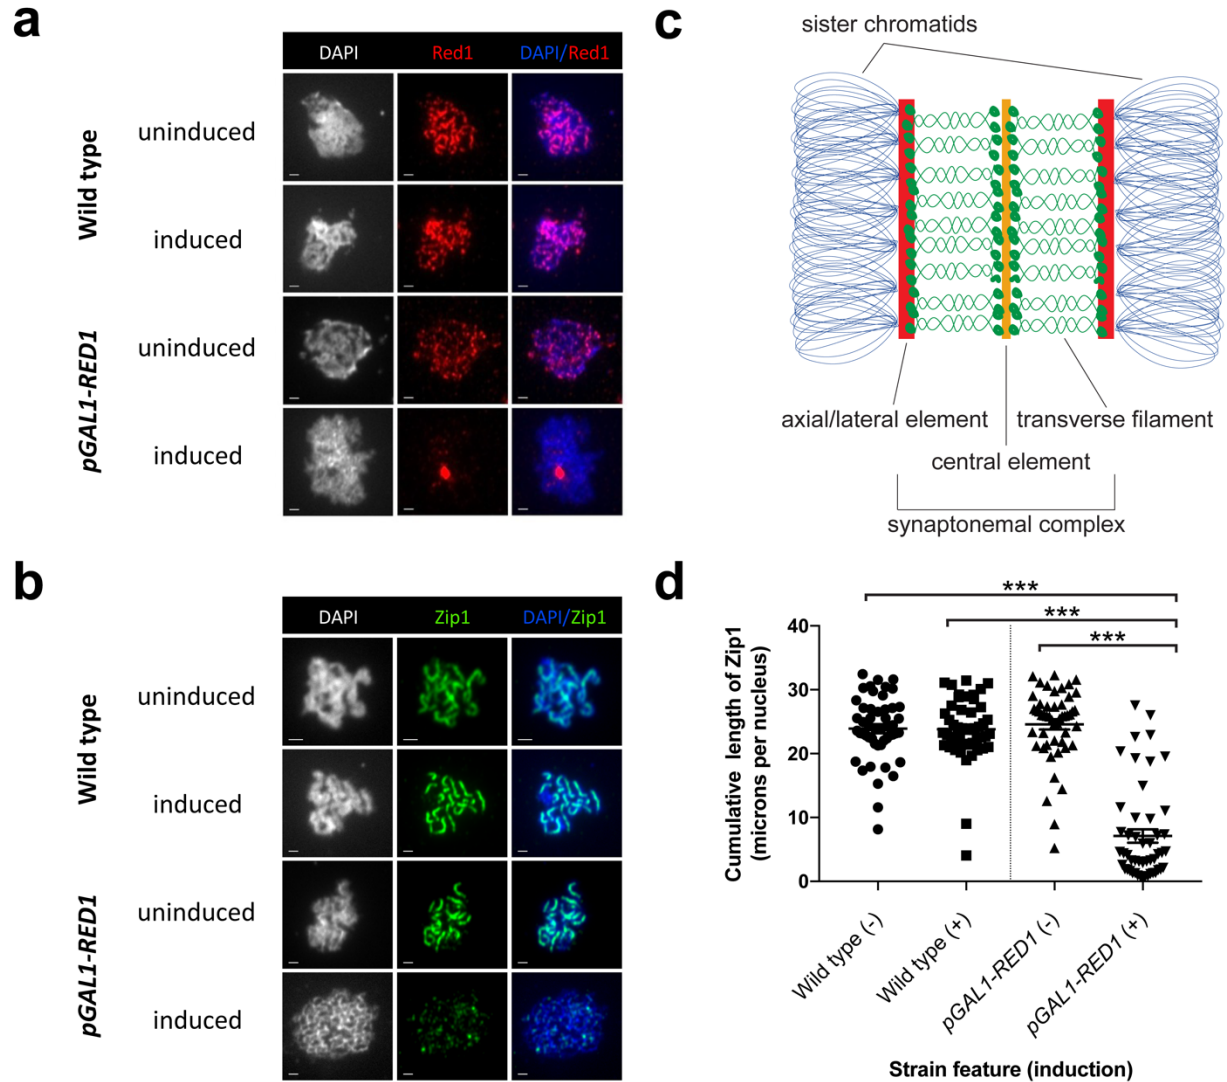 a
DAPI Red1 DAPI/Red1
Wild type
uninduced
induced
pGAL1-RED1
uninduced
induced
b
DAPI Zip1 DAPI/Zip1
Wild type
uninduced
induced
pGAL1-RED1
uninduced
induced
c
sister chromatids
axial/lateral element transverse filament
central element
synaptonemal complex
d
***
***
***
Cumulative length of Zip1
(microns per nucleus)
40
30
20
10
0
Wild type (-)
Wild type (+)
pGAL1-RED1 (-)
pGAL1-RED1 (+)
Strain feature (induction)